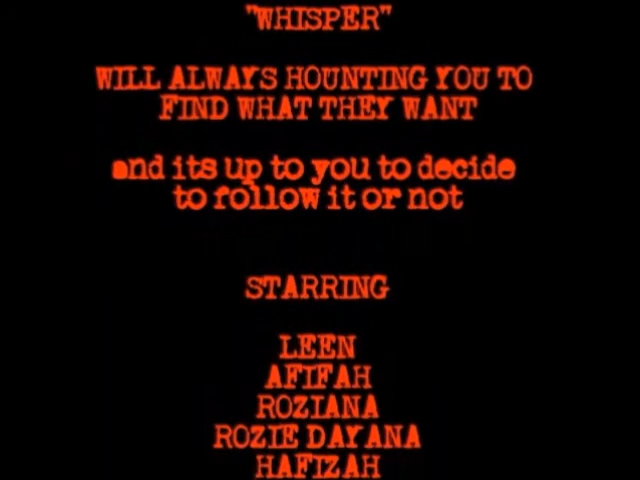 "WHISPER"
WILL ALWAYS HOUNTING YOU TO
FIND WHAT THEY WANT
and its up to you to decide
to follow it or not
STARRING
LEEN
AFIFAH
ROZIANA
ROZIE DAYANA
HAFIZAH